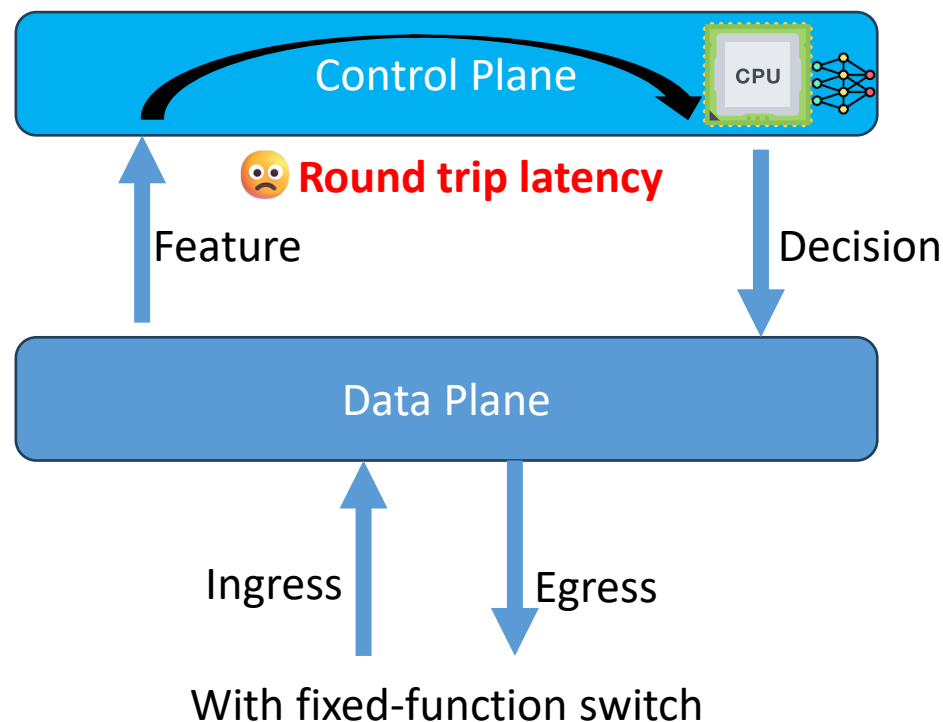 Control Plane
CPU
Round trip latency
Feature
Decision
Data Plane
Ingress
Egress
With fixed-function switch